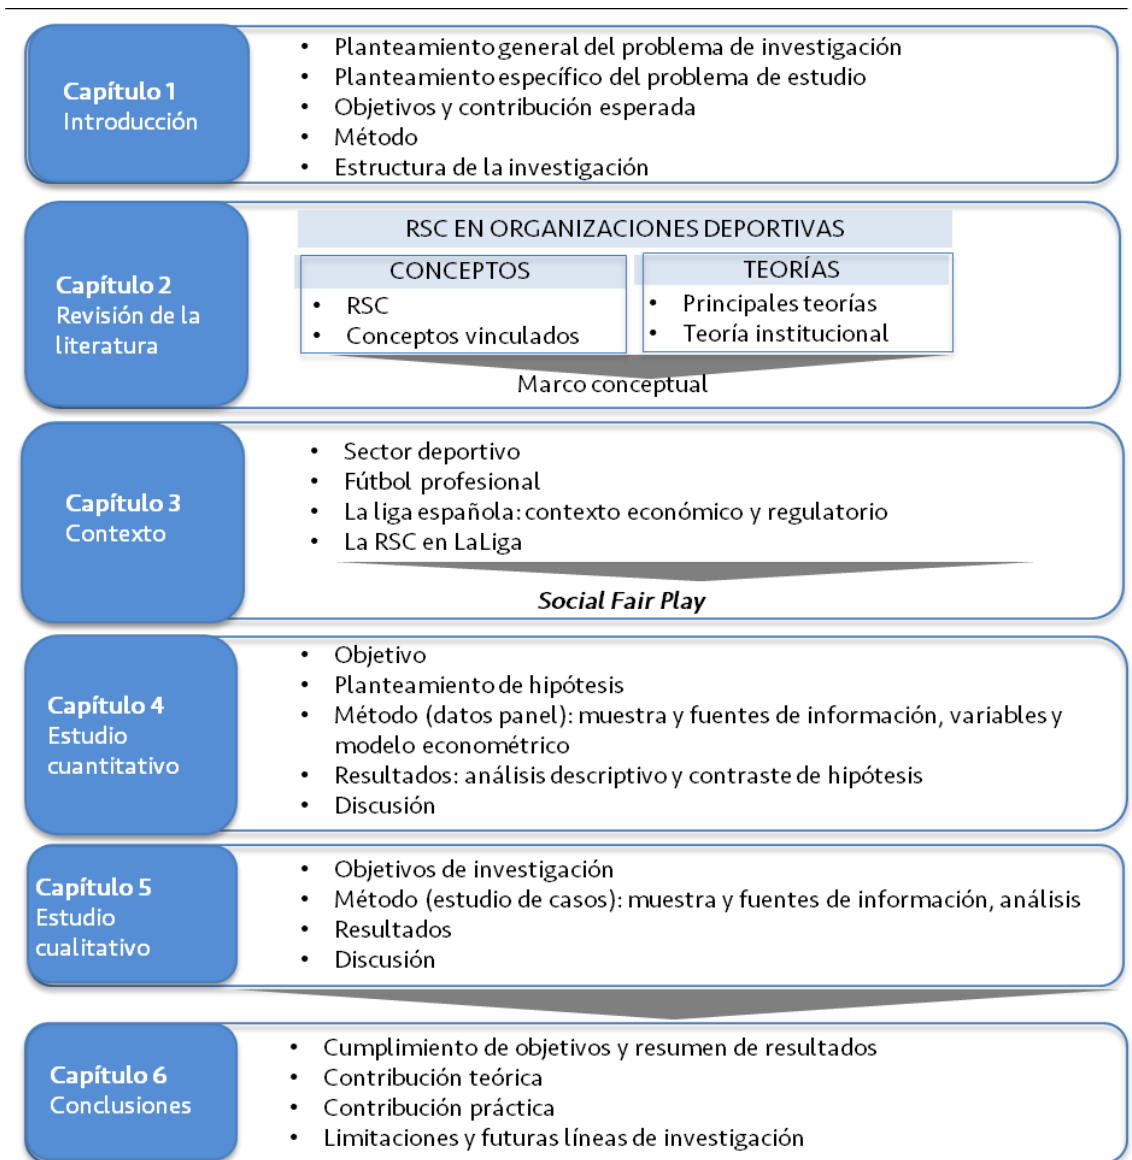 Capítulo 1
Introducción
• Planteamiento general del problema de investigación
• Planteamiento específico del problema de estudio
• Objetivos y contribución esperada
• Método
• Estructura de la investigación
Capítulo 2
Revisión de la
literatura
RSC EN ORGANIZACIONES DEPORTIVAS
CONCEPTOS
• RSC
• Conceptos vinculados
TEORÍAS
• Principales teorías
• Teoría institucional
Marco conceptual
Capítulo 3
Contexto
• Sector deportivo
• Fútbol profesional
• La liga española: contexto económico y regulatorio
• La RSC en LaLiga
Social Fair Play
Capítulo 4
Estudio
cuantitativo
• Objetivo
• Planteamiento de hipótesis
• Método (datos panel): muestra y fuentes de información, variables y
modelo econométrico
• Resultados: análisis descriptivo y contraste de hipótesis
• Discusión
Capítulo 5
Estudio
cualitativo
• Objetivos de investigación
• Método (estudio de casos): muestra y fuentes de información, análisis
• Resultados
• Discusión
Capítulo 6
Conclusiones
• Cumplimiento de objetivos y resumen de resultados
• Contribución teórica
• Contribución práctica
• Limitaciones y futuras líneas de investigación